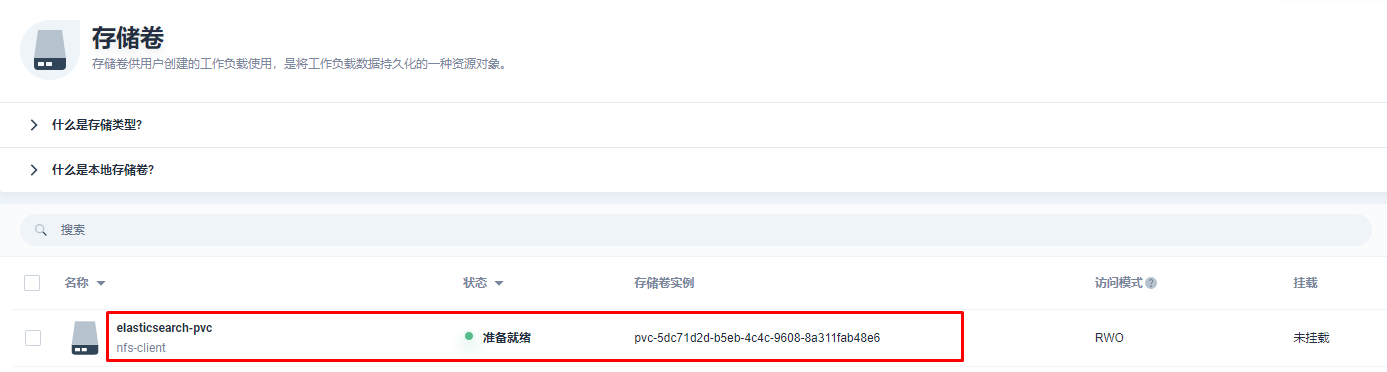 存储卷
存储卷供用户创建的工作负载使用，是将工作负载数据持久化的一种资源对象。
什么是存储类型?
什么是本地存储卷?
搜索
名称 状态 存储卷实例 访问模式 ? 挂载
elasticsearch-pvc
nfs-client
准备就绪 pvc-5dc71d2d-b5eb-4c4c-9608-8a311fab48e6 RWO 未挂载